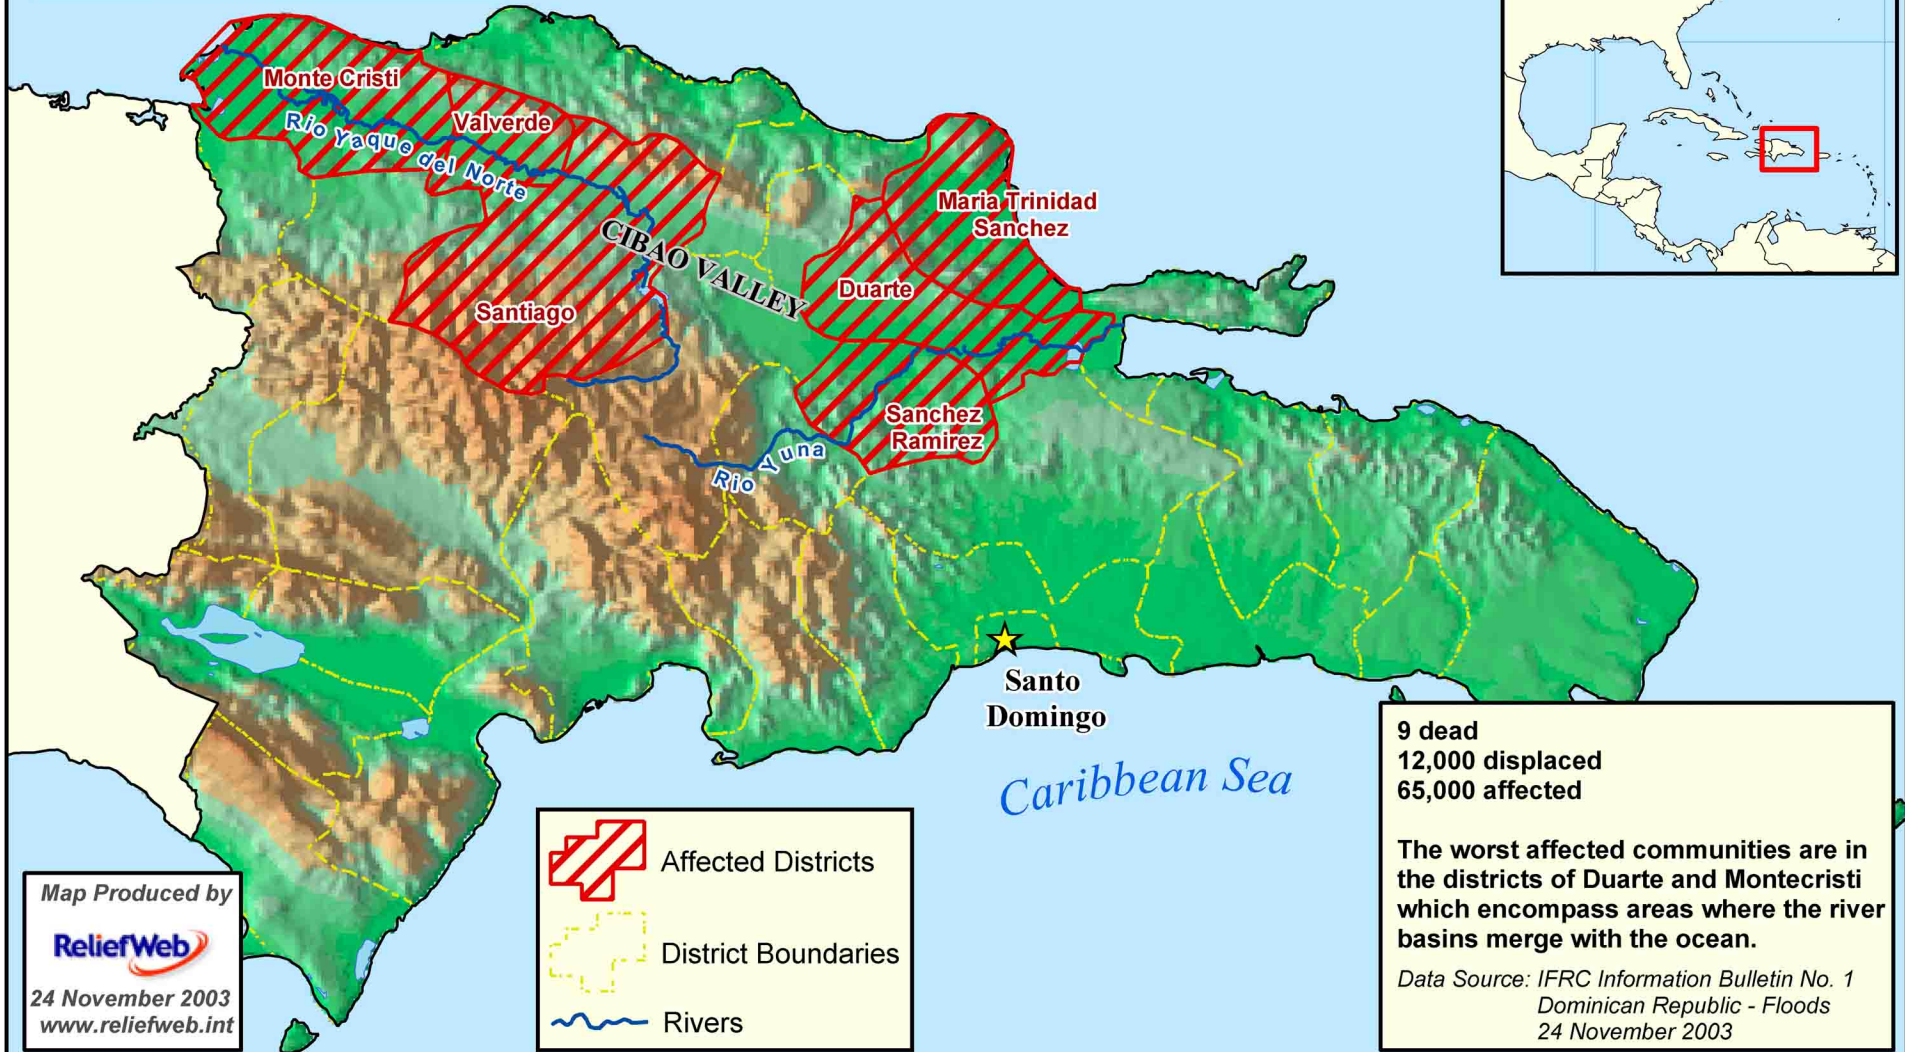 Monte Cristi
Valverde
Rio Yaque del Norte
Maria Trinidad
Sanchez
CIBAO VALLEY
Duarte
Santiago
Sanchez
Ramirez
Rio Yuna
Santo
Domingo
Caribbean Sea
9 dead
12,000 displaced
65,000 affected
The worst affected communities are in
the districts of Duarte and Montecristi
which encompass areas where the river
basins merge with the ocean.
Data Source: IFRC Information Bulletin No. 1
Dominican Republic - Floods
24 November 2003
Affected Districts
District Boundaries
Rivers
Map Produced by
ReliefWeb
24 November 2003
www.reliefweb.int